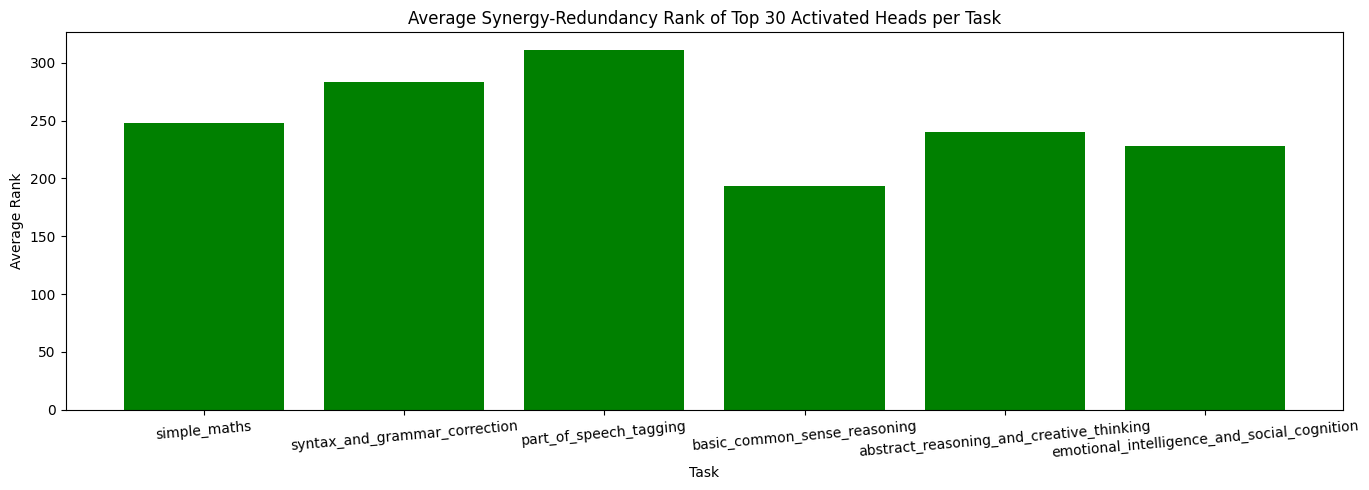 Average Synergy-Redundancy Rank of Top 30 Activated Heads per Task
Average Rank
300
250
200
150
100
50
0
simple_maths
syntax_and_grammar_correction
part_of_speech_tagging
basic_common_sense_reasoning
abstract_reasoning_and_creative_thinking
emotional_intelligence_and_social_cognition
Task